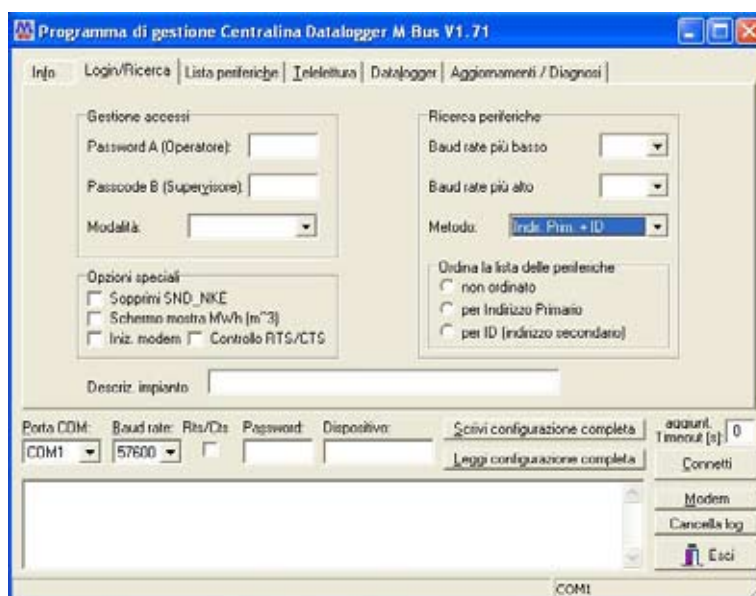 Programma di gestione Centralina Datalogger M-Bus V1.71
Info Login/Ricerca Lista periferiche Telelettura Datalogger Aggiornamenti / Diagnosi
Gestione accessi
Password A (Operatore):
Passcode B (Supervisore)
Modalità:
Opzioni speciali
Sopprimi SND_NKE
Schermo mostra MWh (m^3)
Iniz. modem Controllo RTS/CTS
Ricerca periferiche
Baud rate più basso
Baud rate più alto
Metodo: Indir. Prim. + ID
Ordina la lista delle periferiche
non ordinato
per Indirizzo Primario
per ID (indirizzo secondario)
Descriz. impianto
Porta COM: Baud rate: Rts/Cts Password: Dispositivo:
COM1 57600
Scrivi configurazione completa
Leggi configurazione completa
aggiunt.
Timeout [s]: 0
Connetti
Modem
Cancella log
Esci
COM1